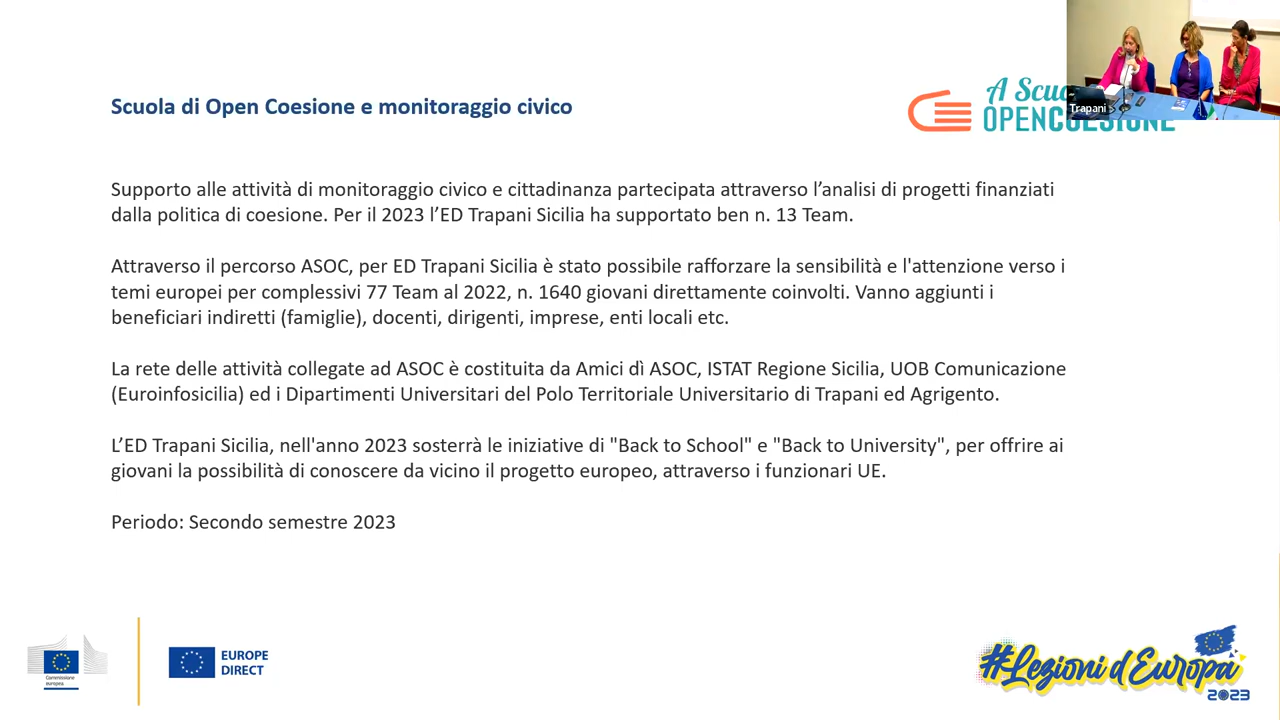 Scuola di Open Coesione e monitoraggio civico
A Scu
OPENCOESIONE
Trapani
Supporto alle attività di monitoraggio civico e cittadinanza partecipata attraverso l’analisi di progetti finanziati
dalla politica di coesione. Per il 2023 l’ED Trapani Sicilia ha supportato ben n. 13 Team.
Attraverso il percorso ASOC, per ED Trapani Sicilia è stato possibile rafforzare la sensibilità e l'attenzione verso i
temi europei per complessivi 77 Team al 2022, n. 1640 giovani direttamente coinvolti. Vanno aggiunti i
beneficiari indiretti (famiglie), docenti, dirigenti, imprese, enti locali etc.
La rete delle attività collegate ad ASOC è costituita da Amici dì ASOC, ISTAT Regione Sicilia, UOB Comunicazione
(Euroinfosicilia) ed i Dipartimenti Universitari del Polo Territoriale Universitario di Trapani ed Agrigento.
L’ED Trapani Sicilia, nell'anno 2023 sosterrà le iniziative di "Back to School" e "Back to University", per offrire ai
giovani la possibilità di conoscere da vicino il progetto europeo, attraverso i funzionari UE.
Periodo: Secondo semestre 2023
Commissione
europea
EUROPE
DIRECT
#Lezioni d'Europa
2023